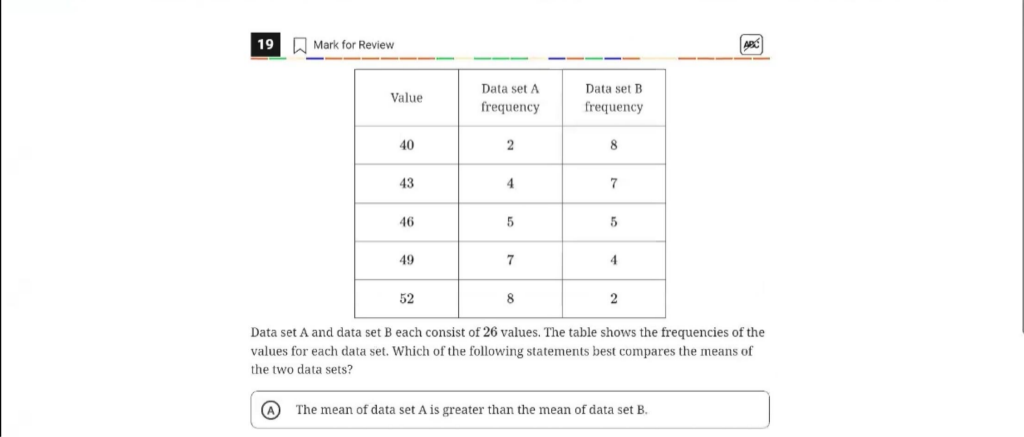 19 Mark for Review ABC
Value Data set A frequency Data set B frequency
40 2 8
43 4 7
46 5 5
49 7 4
52 8 2
Data set A and data set B each consist of 26 values. The table shows the frequencies of the
values for each data set. Which of the following statements best compares the means of
the two data sets?
A The mean of data set A is greater than the mean of data set B.